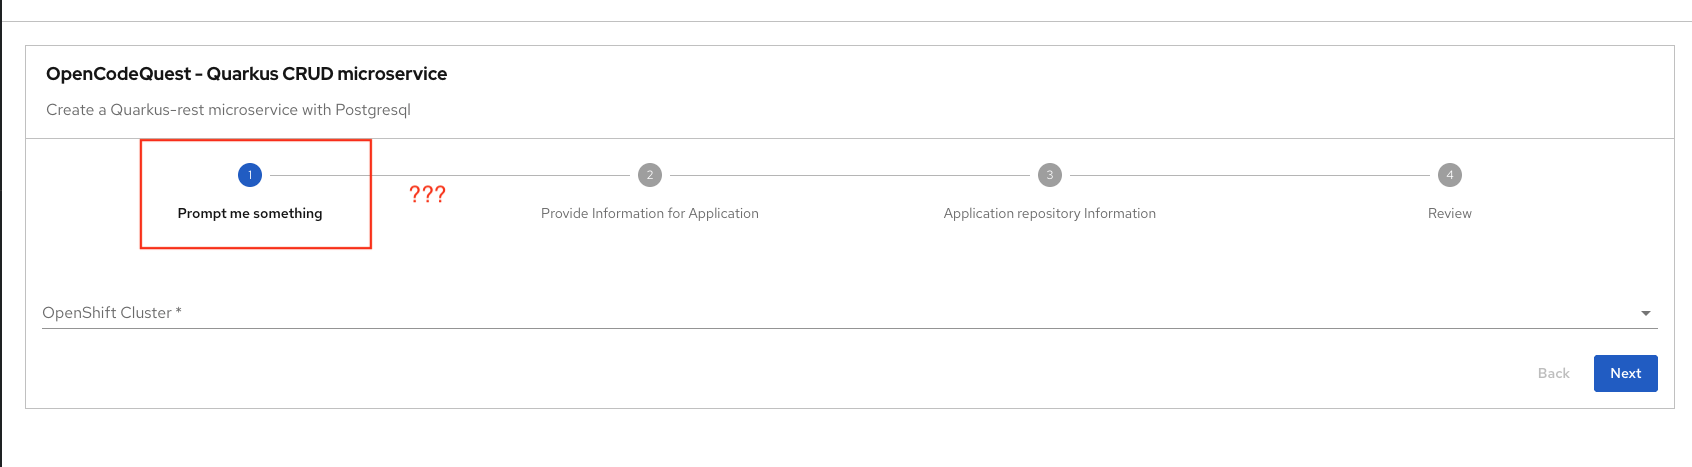 OpenCodeQuest - Quarkus CRUD microservice
Create a Quarkus-rest microservice with Postgresql
1
2
3
4
???
Prompt me something
Provide Information for Application
Application repository Information
Review
OpenShift Cluster *
Back
Next